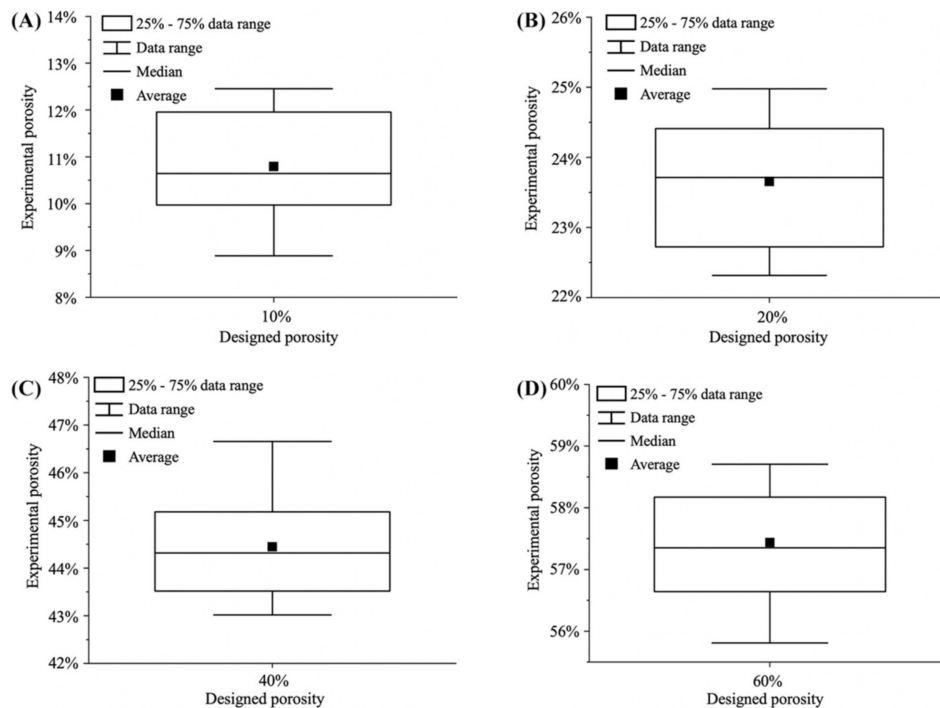 (A)
14%
13%
12%
11%
10%
9%
8%
Experimental porosity
25% - 75% data range
Data range
Median
Average
10%
Designed porosity
(B)
26%
25%
24%
23%
22%
Experimental porosity
25% - 75% data range
Data range
Median
Average
20%
Designed porosity
(C)
48%
47%
46%
45%
44%
43%
42%
Experimental porosity
25% - 75% data range
Data range
Median
Average
40%
Designed porosity
(D)
60%
59%
58%
57%
56%
Experimental porosity
25% - 75% data range
Data range
Median
Average
60%
Designed porosity